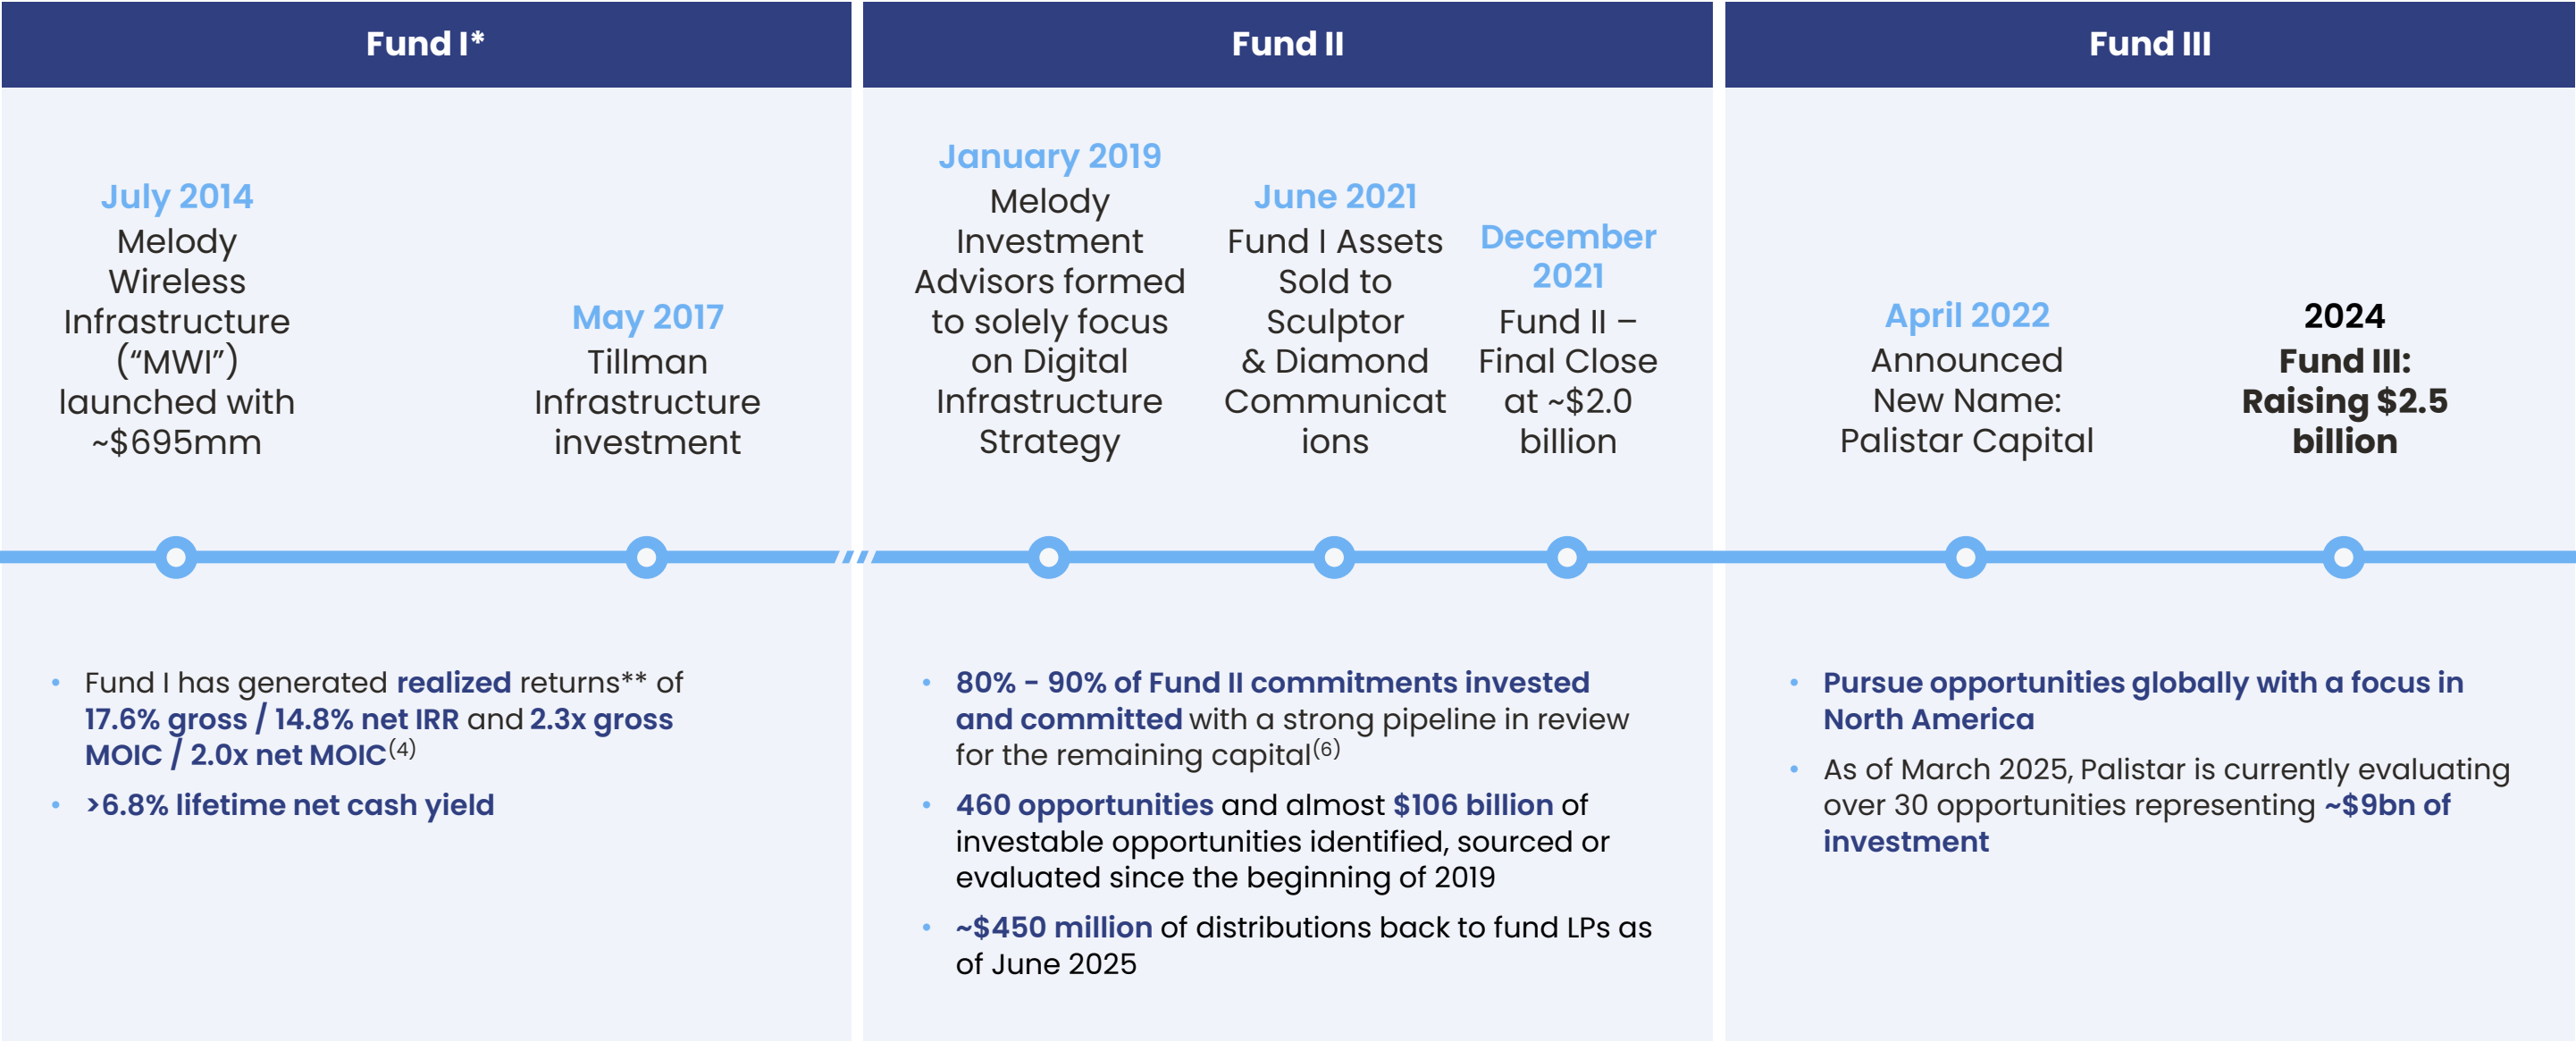 Fund I*
July 2014
Melody
Wireless
Infrastructure
(“MWI”)
launched with
~$695mm
May 2017
Tillman
Infrastructure
investment
• Fund I has generated realized returns** of
17.6% gross / 14.8% net IRR and 2.3x gross
MOIC / 2.0x net MOIC(4)
• >6.8% lifetime net cash yield
Fund II
January 2019
Melody
Investment
Advisors formed
to solely focus
on Digital
Infrastructure
Strategy
June 2021
Fund I Assets
Sold to
Sculptor
& Diamond
Communicat
ions
December
2021
Fund II –
Final Close
at ~$2.0
billion
• 80% - 90% of Fund II commitments invested
and committed with a strong pipeline in review
for the remaining capital(6)
• 460 opportunities and almost $106 billion of
investable opportunities identified, sourced or
evaluated since the beginning of 2019
• ~$450 million of distributions back to fund LPs as
of June 2025
Fund III
April 2022
Announced
New Name:
Palistar Capital
2024
Fund III:
Raising $2.5
billion
• Pursue opportunities globally with a focus in
North America
• As of March 2025, Palistar is currently evaluating
over 30 opportunities representing ~$9bn of
investment